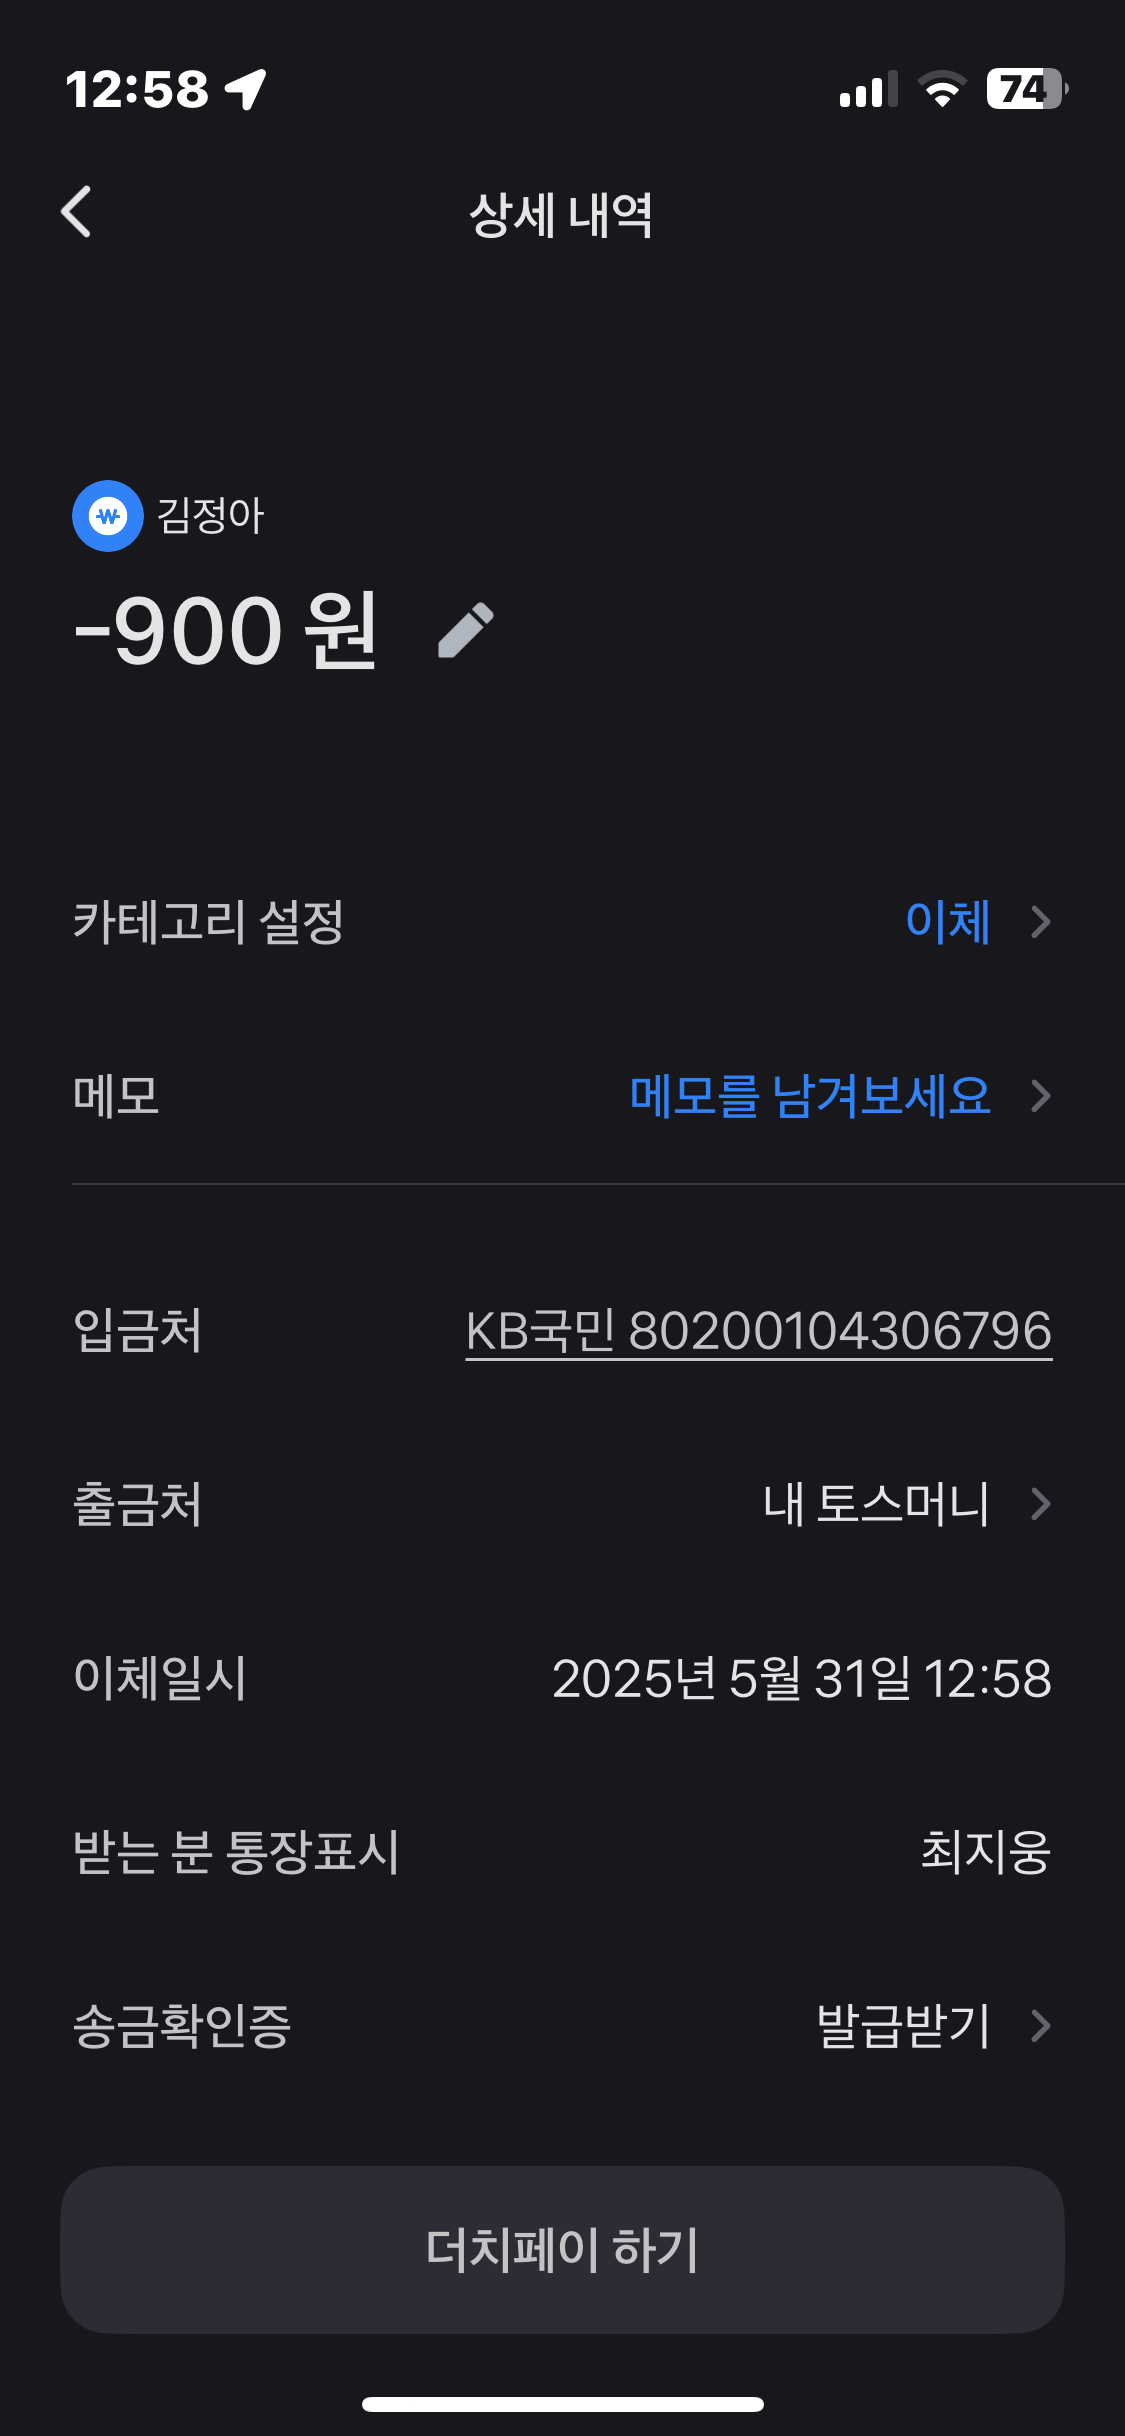 12:58
74
상세 내역
김정아
-900 원
카테고리 설정 이체
메모 메모를 남겨보세요
입금처 KB국민 80200104306796
출금처 내 토스머니
이체일시 2025년 5월 31일 12:58
받는 분 통장표시 최지웅
송금확인증 발급받기
더치페이 하기